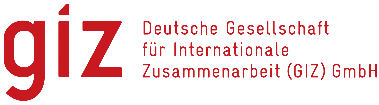 giz
Deutsche Gesellschaft
für Internationale
Zusammenarbeit (GIZ) GmbH